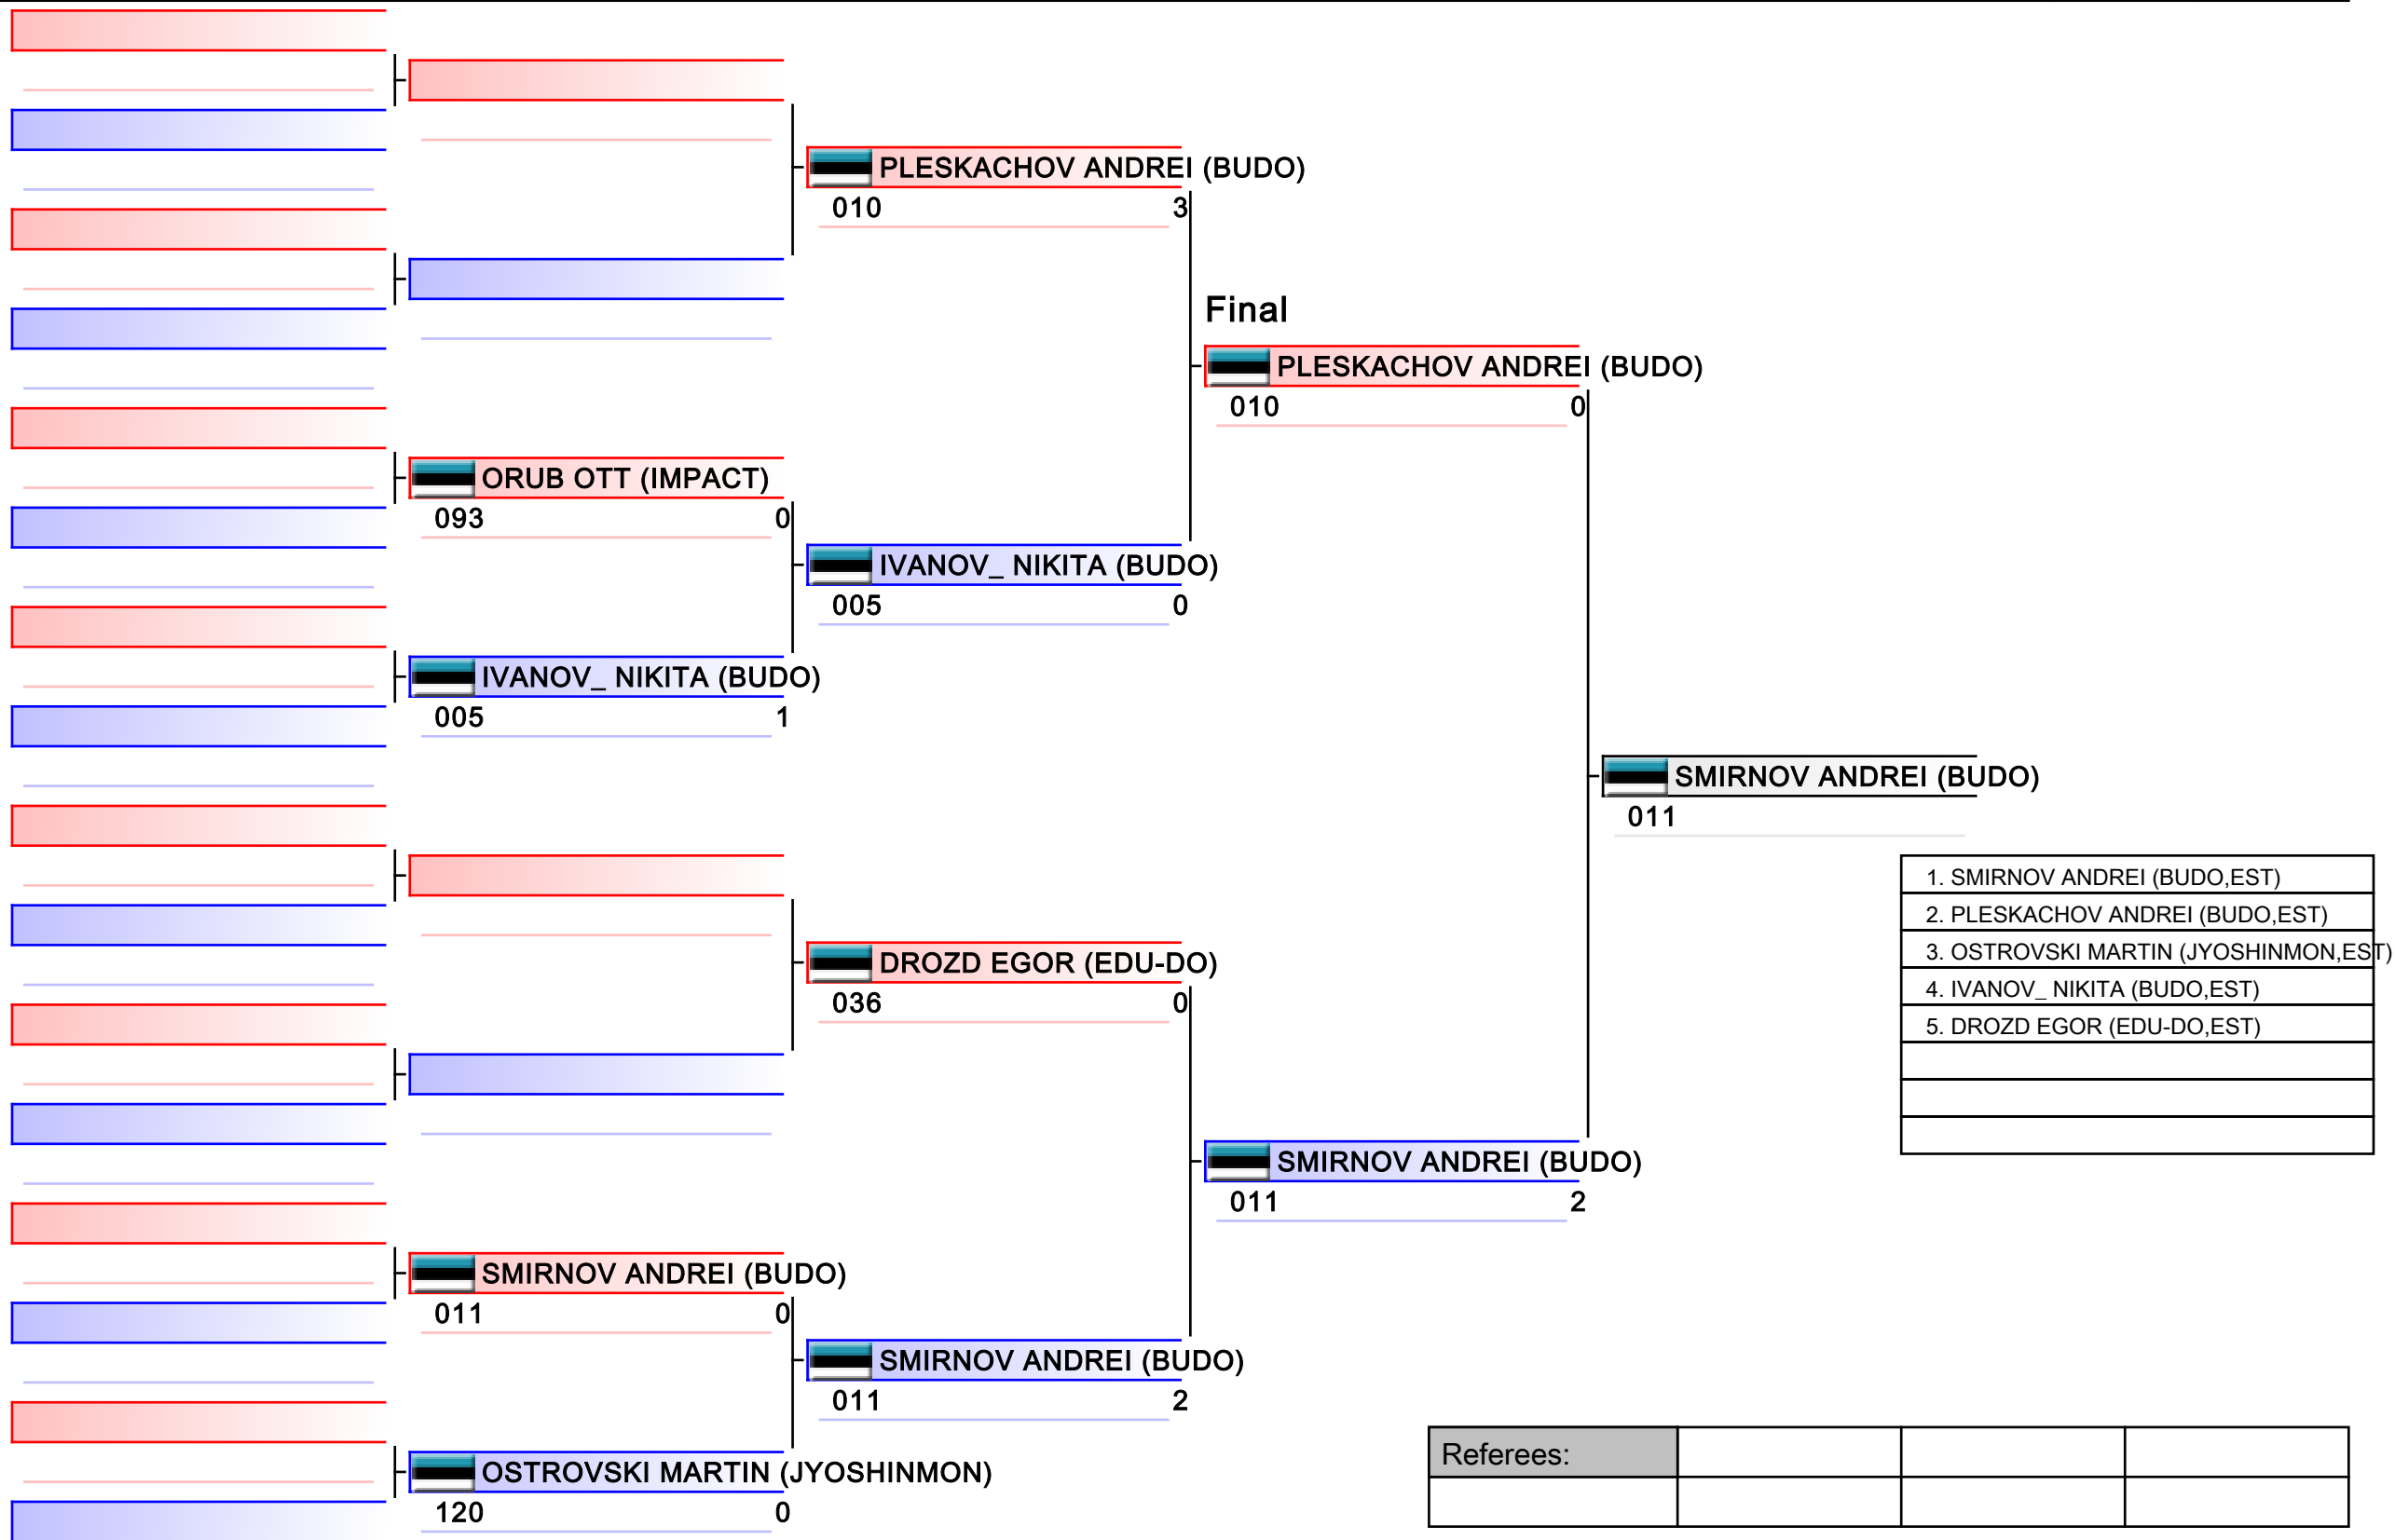 PLESKACHOV ANDREI (BUDO)
010 3
Final
PLESKACHOV ANDREI (BUDO)
010 0
ORUB OTT (IMPACT)
093 0
IVANOV_ NIKITA (BUDO)
005 0
IVANOV_ NIKITA (BUDO)
005 1
SMIRNOV ANDREI (BUDO)
011
1. SMIRNOV ANDREI (BUDO,EST)
2. PLESKACHOV ANDREI (BUDO,EST)
3. OSTROVSKI MARTIN (JYOSHINMON,EST)
4. IVANOV_ NIKITA (BUDO,EST)
5. DROZD EGOR (EDU-DO,EST)
DROZD EGOR (EDU-DO)
036 0
SMIRNOV ANDREI (BUDO)
011 2
SMIRNOV ANDREI (BUDO)
011 0
SMIRNOV ANDREI (BUDO)
011 2
OSTROVSKI MARTIN (JYOSHINMON)
120 0
Referees: